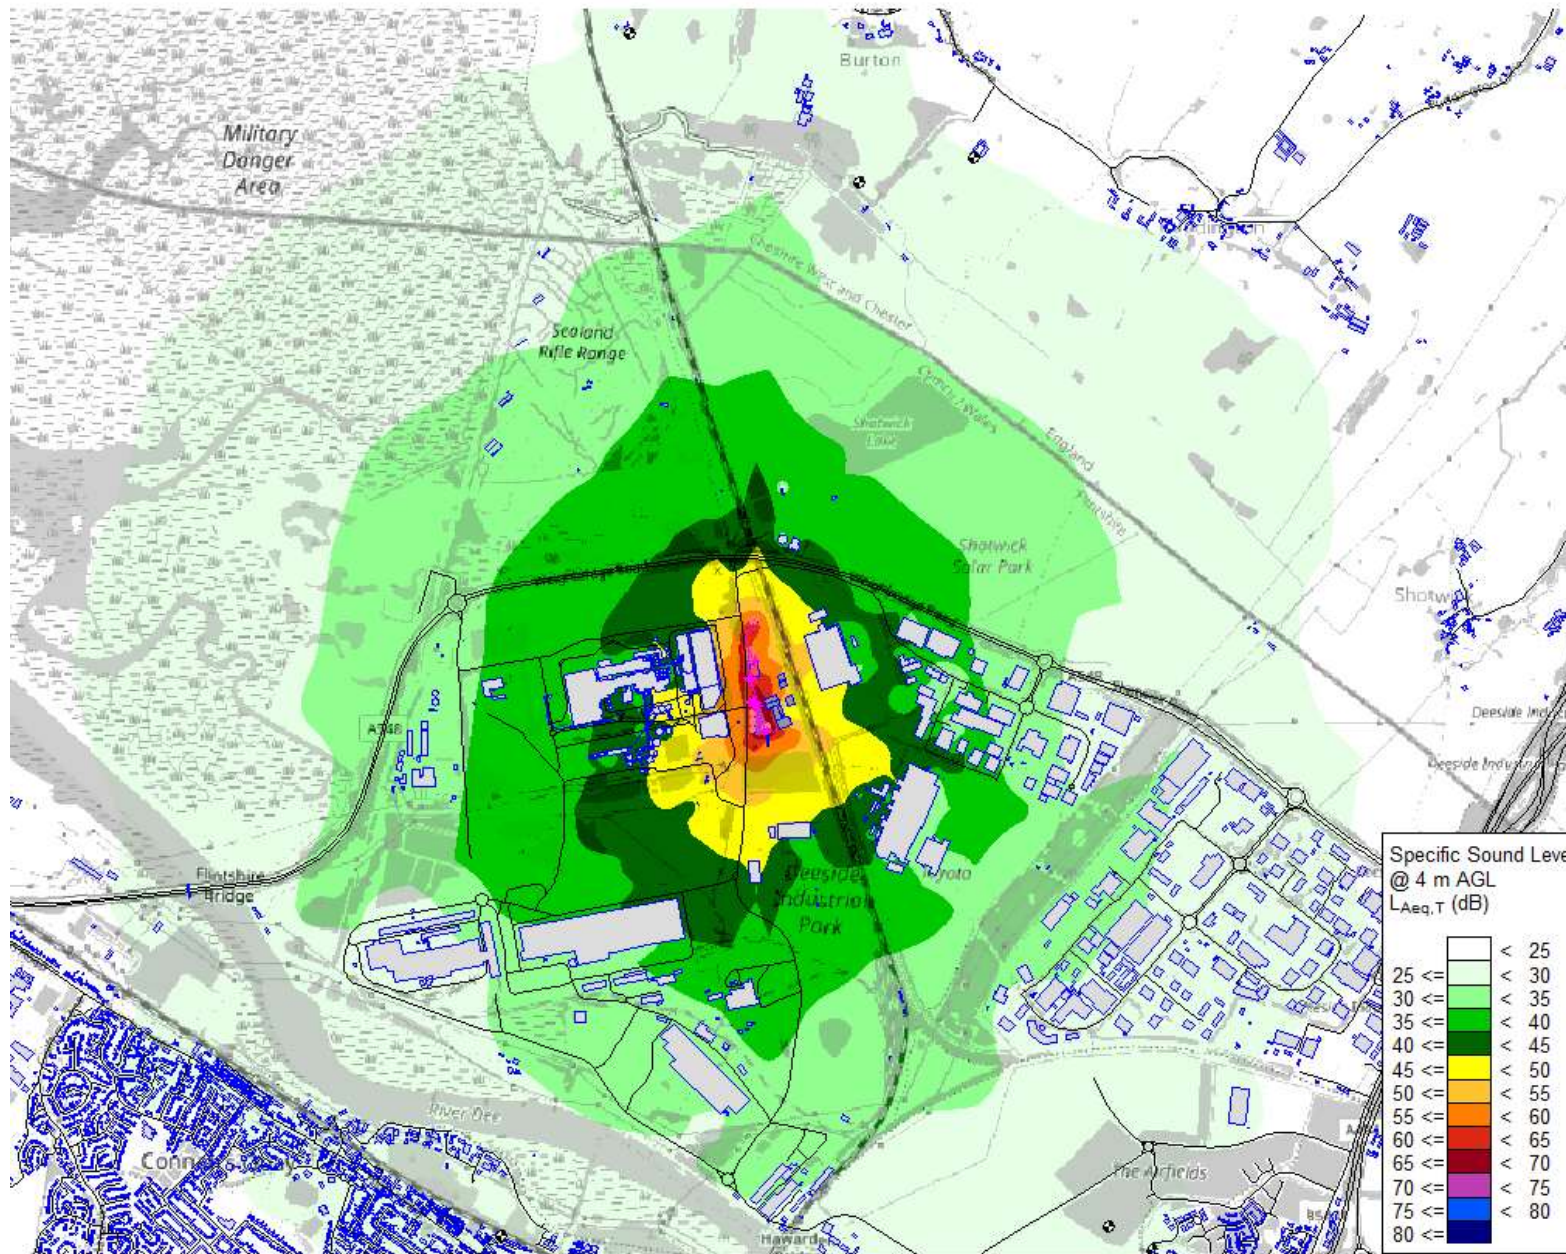 Burton
Military
Danger
Area
Cheshire West and Chester
Sealand
Rifle Range
Cymru / Wales
England
Flintshire
Shotwick
Lake
Shotwick
Solar Park
Deeside
A548
Flintshire
Bridge
Toyota
Deeside
Industrial
Park
River Dee
The Airfields
Specific Sound Leve
@ 4 m AGL
LAeq,T (dB)
< 25
25 <= < 30
30 <= < 35
35 <= < 40
40 <= < 45
45 <= < 50
50 <= < 55
55 <= < 60
60 <= < 65
65 <= < 70
70 <= < 75
75 <= < 80
80 <=